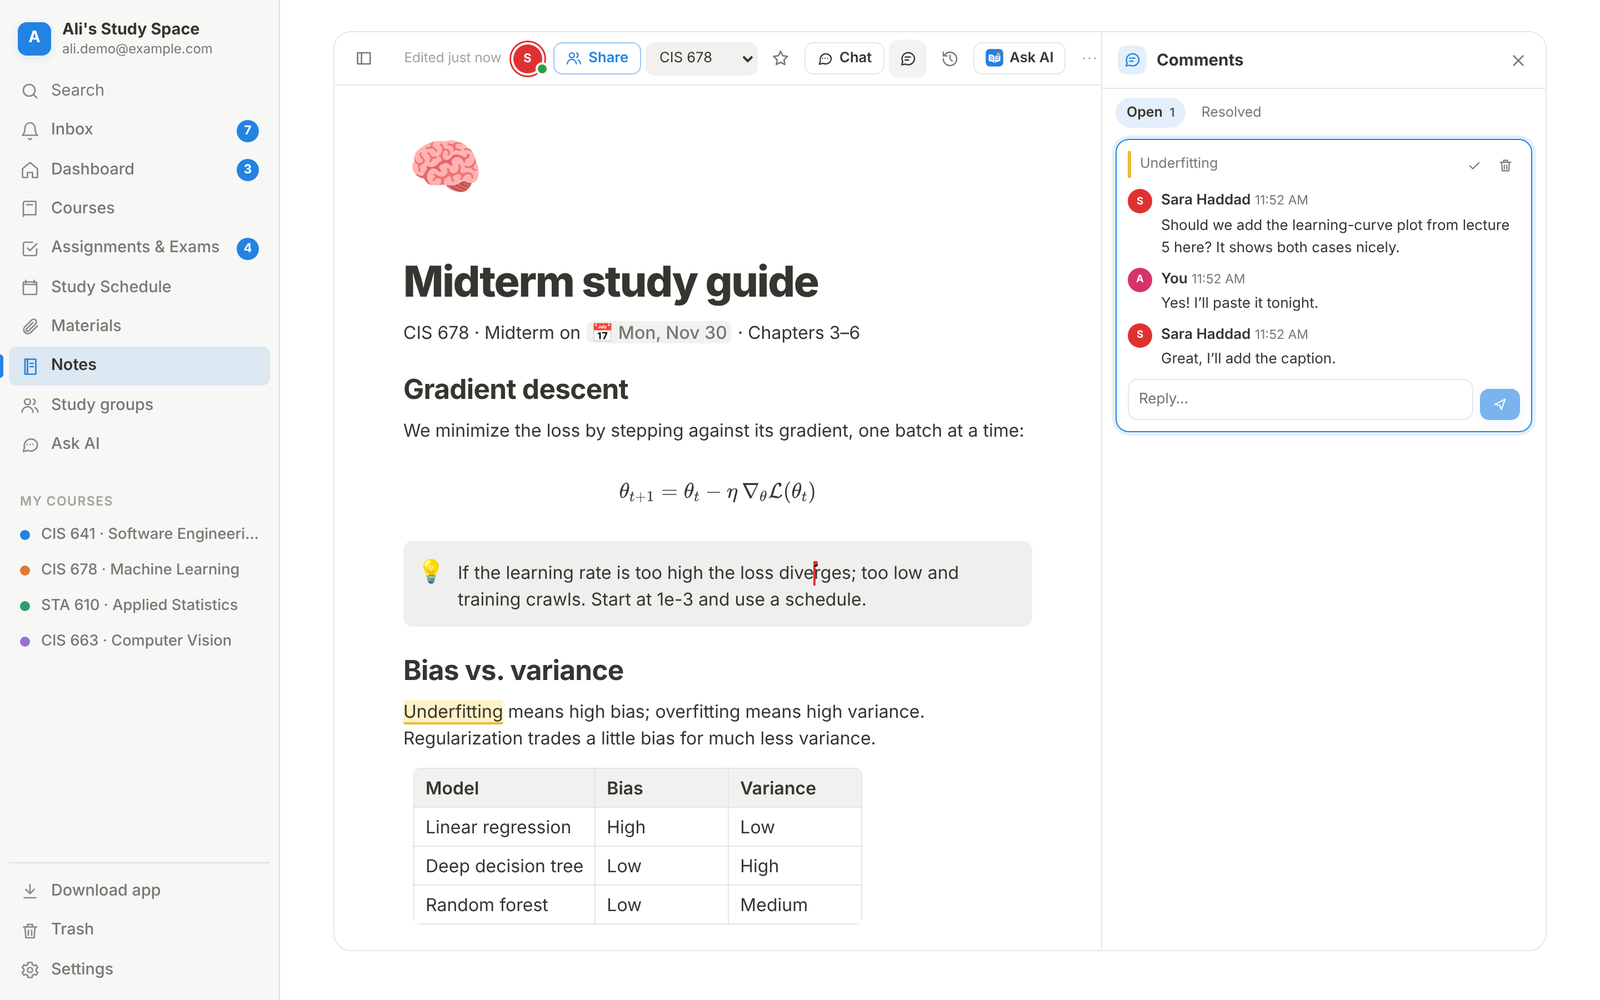 A
Ali's Study Space
ali.demo@example.com
Search
Inbox
7
Dashboard
3
Courses
Assignments & Exams
4
Study Schedule
Materials
Notes
Study groups
Ask AI
MY COURSES
CIS 641 · Software Engineeri...
CIS 678 · Machine Learning
STA 610 · Applied Statistics
CIS 663 · Computer Vision
Download app
Trash
Settings
Edited just now
S
Share
CIS 678
Chat
Ask AI
Midterm study guide
CIS 678 · Midterm on 📅 Mon, Nov 30 · Chapters 3–6
Gradient descent
We minimize the loss by stepping against its gradient, one batch at a time:
θ_{t+1} = θ_t − η ∇_θ ℒ(θ_t)
If the learning rate is too high the loss diverges; too low and
training crawls. Start at 1e-3 and use a schedule.
Bias vs. variance
Underfitting means high bias; overfitting means high variance.
Regularization trades a little bias for much less variance.
Model Bias Variance
Linear regression High Low
Deep decision tree Low High
Random forest Low Medium
Comments
Open 1
Resolved
Underfitting
S
Sara Haddad 11:52 AM
Should we add the learning-curve plot from lecture
5 here? It shows both cases nicely.
A
You 11:52 AM
Yes! I’ll paste it tonight.
S
Sara Haddad 11:52 AM
Great, I’ll add the caption.
Reply...